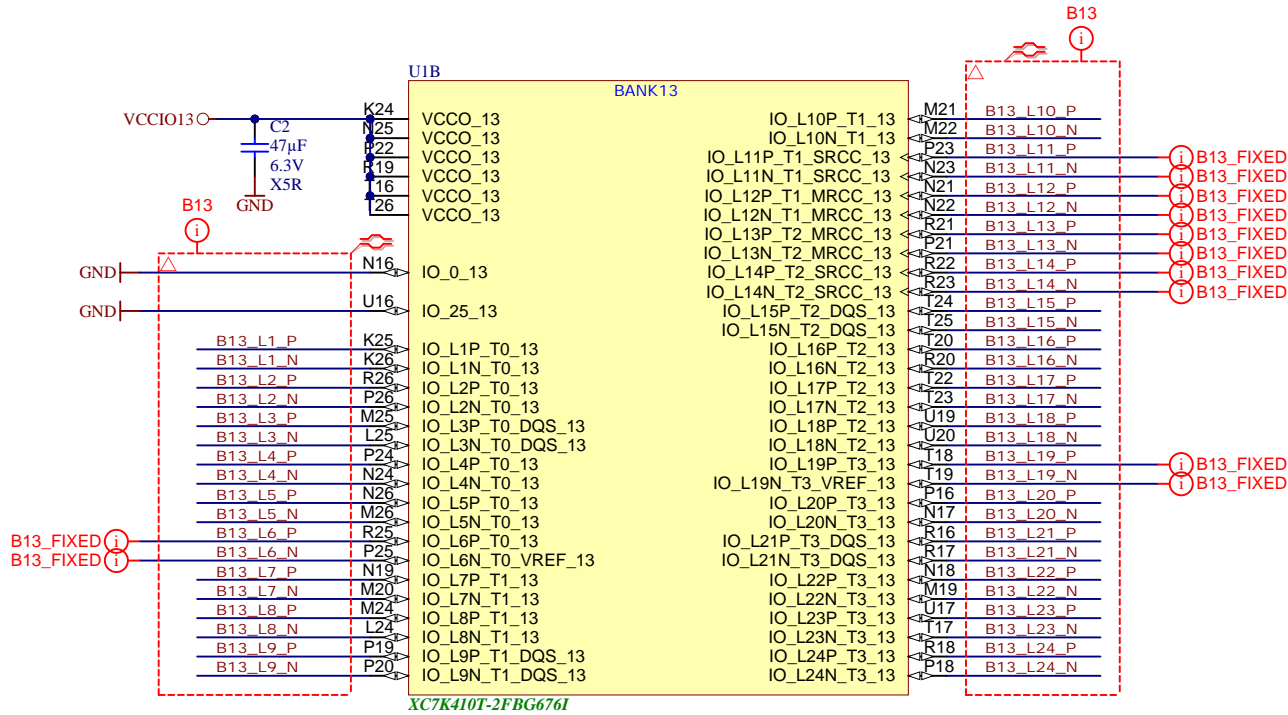 B13
U1B
BANK13
VCCIO13
C2
47µF
6.3V
X5R
GND
K24 VCCO_13
N25 VCCO_13
P22 VCCO_13
R19 VCCO_13
T16 VCCO_13
T26 VCCO_13
B13
GND N16 IO_0_13
GND U16 IO_25_13
B13_L1_P K25 IO_L1P_T0_13
B13_L1_N K26 IO_L1N_T0_13
B13_L2_P R26 IO_L2P_T0_13
B13_L2_N P26 IO_L2N_T0_13
B13_L3_P M25 IO_L3P_T0_DQS_13
B13_L3_N L25 IO_L3N_T0_DQS_13
B13_L4_P P24 IO_L4P_T0_13
B13_L4_N N24 IO_L4N_T0_13
B13_L5_P N26 IO_L5P_T0_13
B13_L5_N M26 IO_L5N_T0_13
B13_FIXED i B13_L6_P R25 IO_L6P_T0_13
B13_FIXED i B13_L6_N P25 IO_L6N_T0_VREF_13
B13_L7_P N19 IO_L7P_T1_13
B13_L7_N M20 IO_L7N_T1_13
B13_L8_P M24 IO_L8P_T1_13
B13_L8_N L24 IO_L8N_T1_13
B13_L9_P P19 IO_L9P_T1_DQS_13
B13_L9_N P20 IO_L9N_T1_DQS_13
IO_L10P_T1_13 M21 B13_L10_P
IO_L10N_T1_13 M22 B13_L10_N
IO_L11P_T1_SRCC_13 P23 B13_L11_P i B13_FIXED
IO_L11N_T1_SRCC_13 N23 B13_L11_N i B13_FIXED
IO_L12P_T1_MRCC_13 N21 B13_L12_P i B13_FIXED
IO_L12N_T1_MRCC_13 N22 B13_L12_N i B13_FIXED
IO_L13P_T2_MRCC_13 R21 B13_L13_P i B13_FIXED
IO_L13N_T2_MRCC_13 P21 B13_L13_N i B13_FIXED
IO_L14P_T2_SRCC_13 R22 B13_L14_P i B13_FIXED
IO_L14N_T2_SRCC_13 R23 B13_L14_N i B13_FIXED
IO_L15P_T2_DQS_13 T24 B13_L15_P
IO_L15N_T2_DQS_13 T25 B13_L15_N
IO_L16P_T2_13 T20 B13_L16_P
IO_L16N_T2_13 R20 B13_L16_N
IO_L17P_T2_13 T22 B13_L17_P
IO_L17N_T2_13 T23 B13_L17_N
IO_L18P_T2_13 U19 B13_L18_P
IO_L18N_T2_13 U20 B13_L18_N
IO_L19P_T3_13 T18 B13_L19_P i B13_FIXED
IO_L19N_T3_VREF_13 T19 B13_L19_N i B13_FIXED
IO_L20P_T3_13 P16 B13_L20_P
IO_L20N_T3_13 N17 B13_L20_N
IO_L21P_T3_DQS_13 R16 B13_L21_P
IO_L21N_T3_DQS_13 R17 B13_L21_N
IO_L22P_T3_13 N18 B13_L22_P
IO_L22N_T3_13 M19 B13_L22_N
IO_L23P_T3_13 U17 B13_L23_P
IO_L23N_T3_13 T17 B13_L23_N
IO_L24P_T3_13 R18 B13_L24_P
IO_L24N_T3_13 P18 B13_L24_N
XC7K410T-2FBG676I